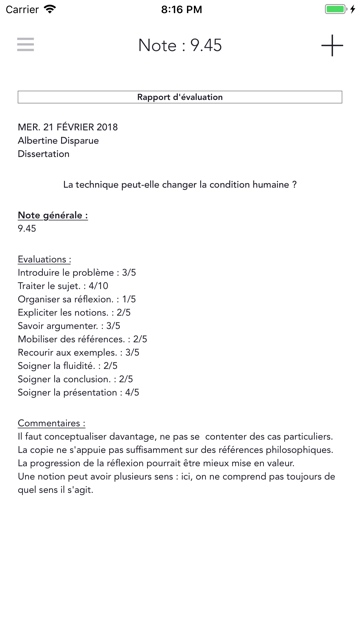 Carrier 8:16 PM
Note : 9.45
Rapport d'évaluation
MER. 21 FÉVRIER 2018
Albertine Disparue
Dissertation
La technique peut-elle changer la condition humaine ?
Note générale :
9.45
Evaluations :
Introduire le problème : 3/5
Traiter le sujet. : 4/10
Organiser sa réflexion. : 1/5
Expliciter les notions. : 2/5
Savoir argumenter. : 3/5
Mobiliser des références. : 2/5
Recourir aux exemples. : 3/5
Soigner la fluidité. : 2/5
Soigner la conclusion. : 2/5
Soigner la présentation : 4/5
Commentaires :
Il faut conceptualiser davantage, ne pas se  contenter des cas particuliers.
La copie ne s'appuie pas suffisamment sur des références philosophiques.
La progression de la réflexion pourrait être mieux mise en valeur.
Une notion peut avoir plusieurs sens : ici, on ne comprend pas toujours de
quel sens il s'agit.